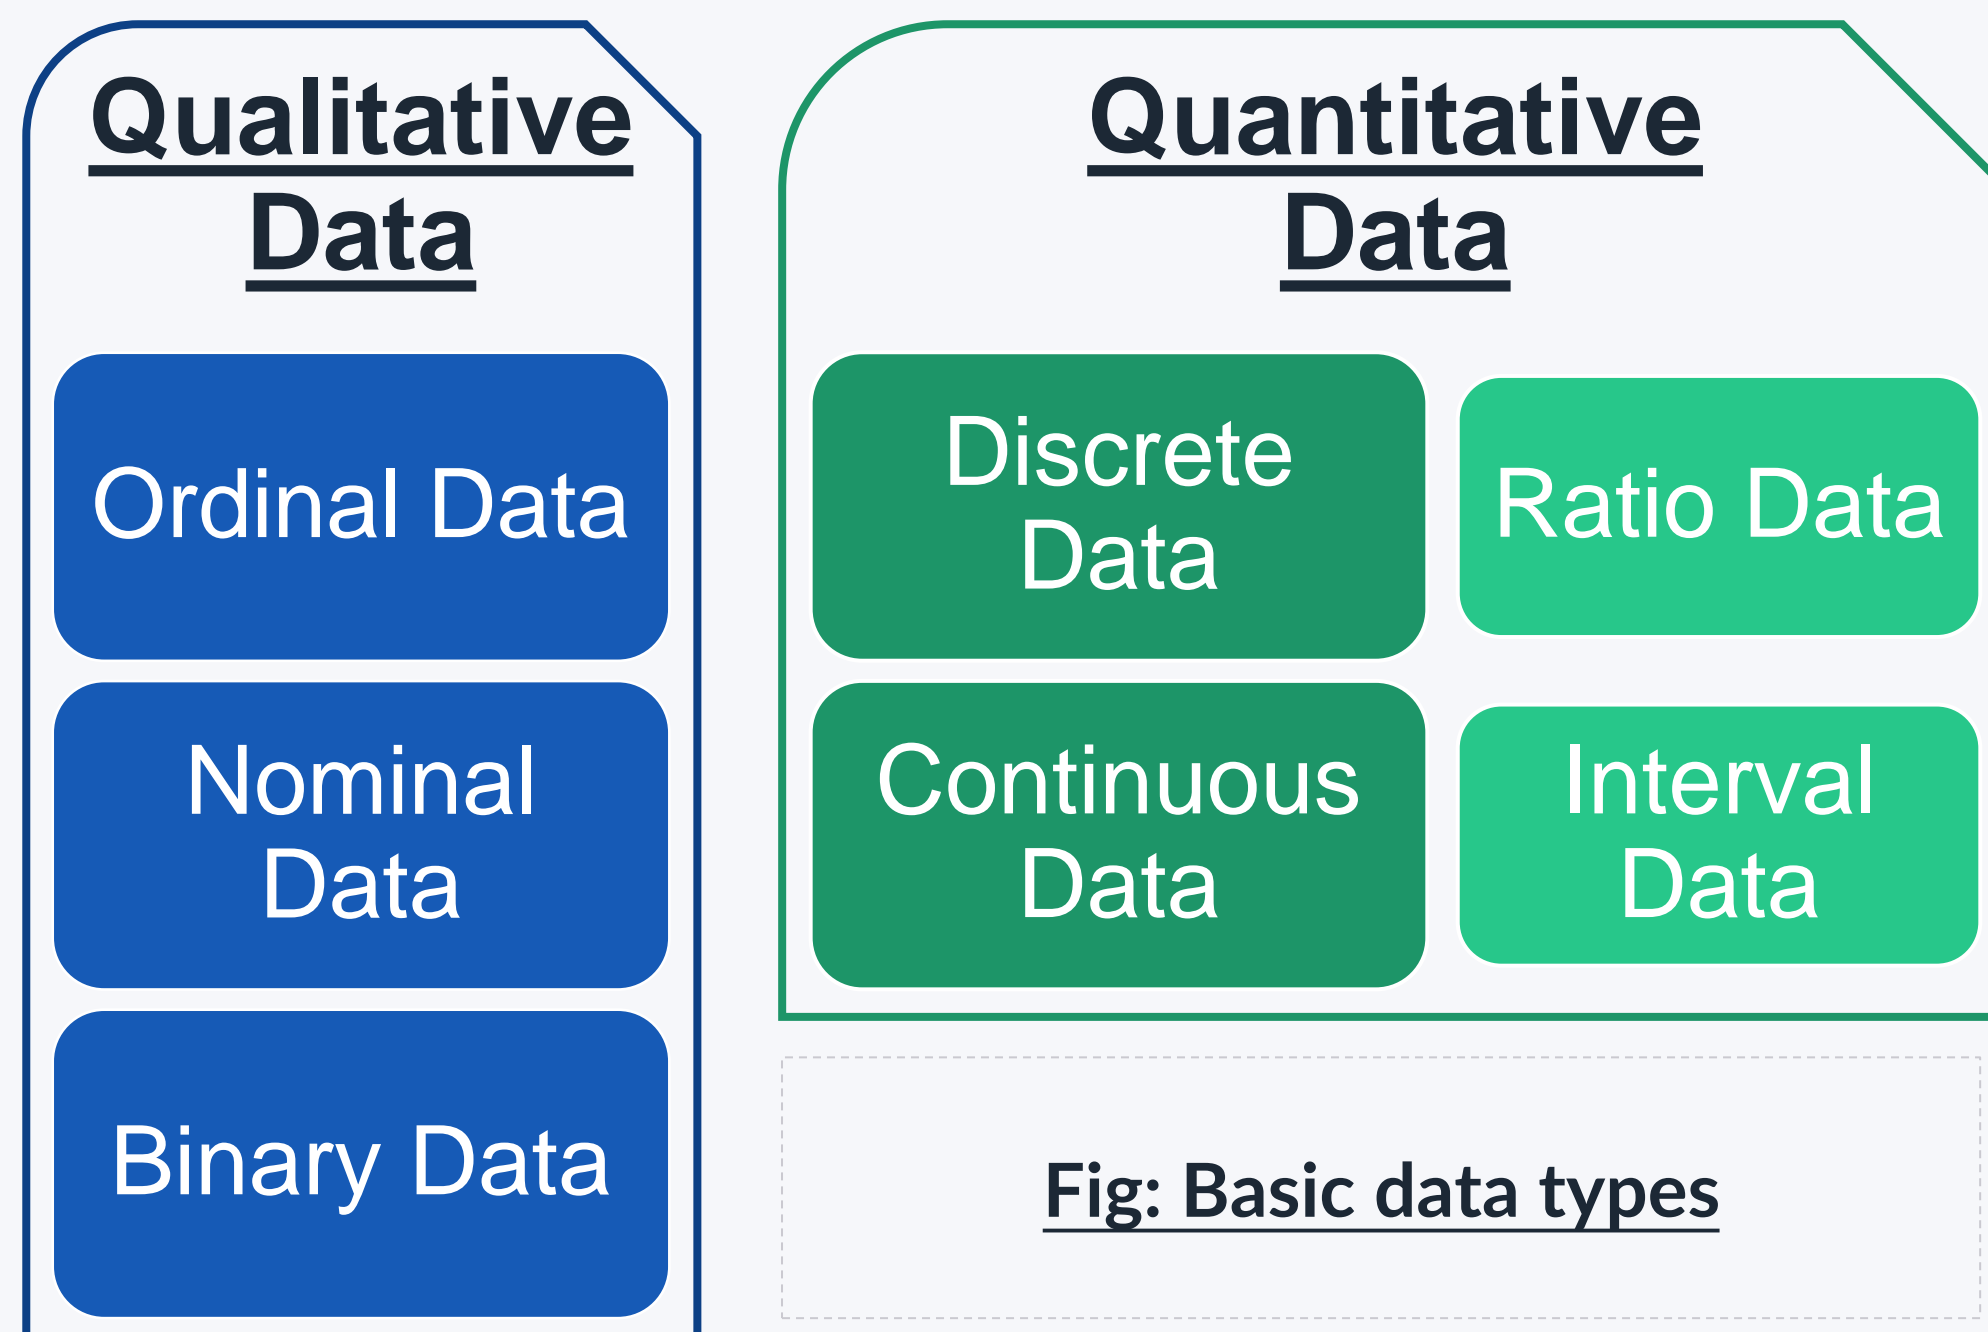 Qualitative
Data
Ordinal Data
Nominal
Data
Binary Data
Quantitative
Data
Discrete
Data
Ratio Data
Continuous
Data
Interval
Data
Fig: Basic data types